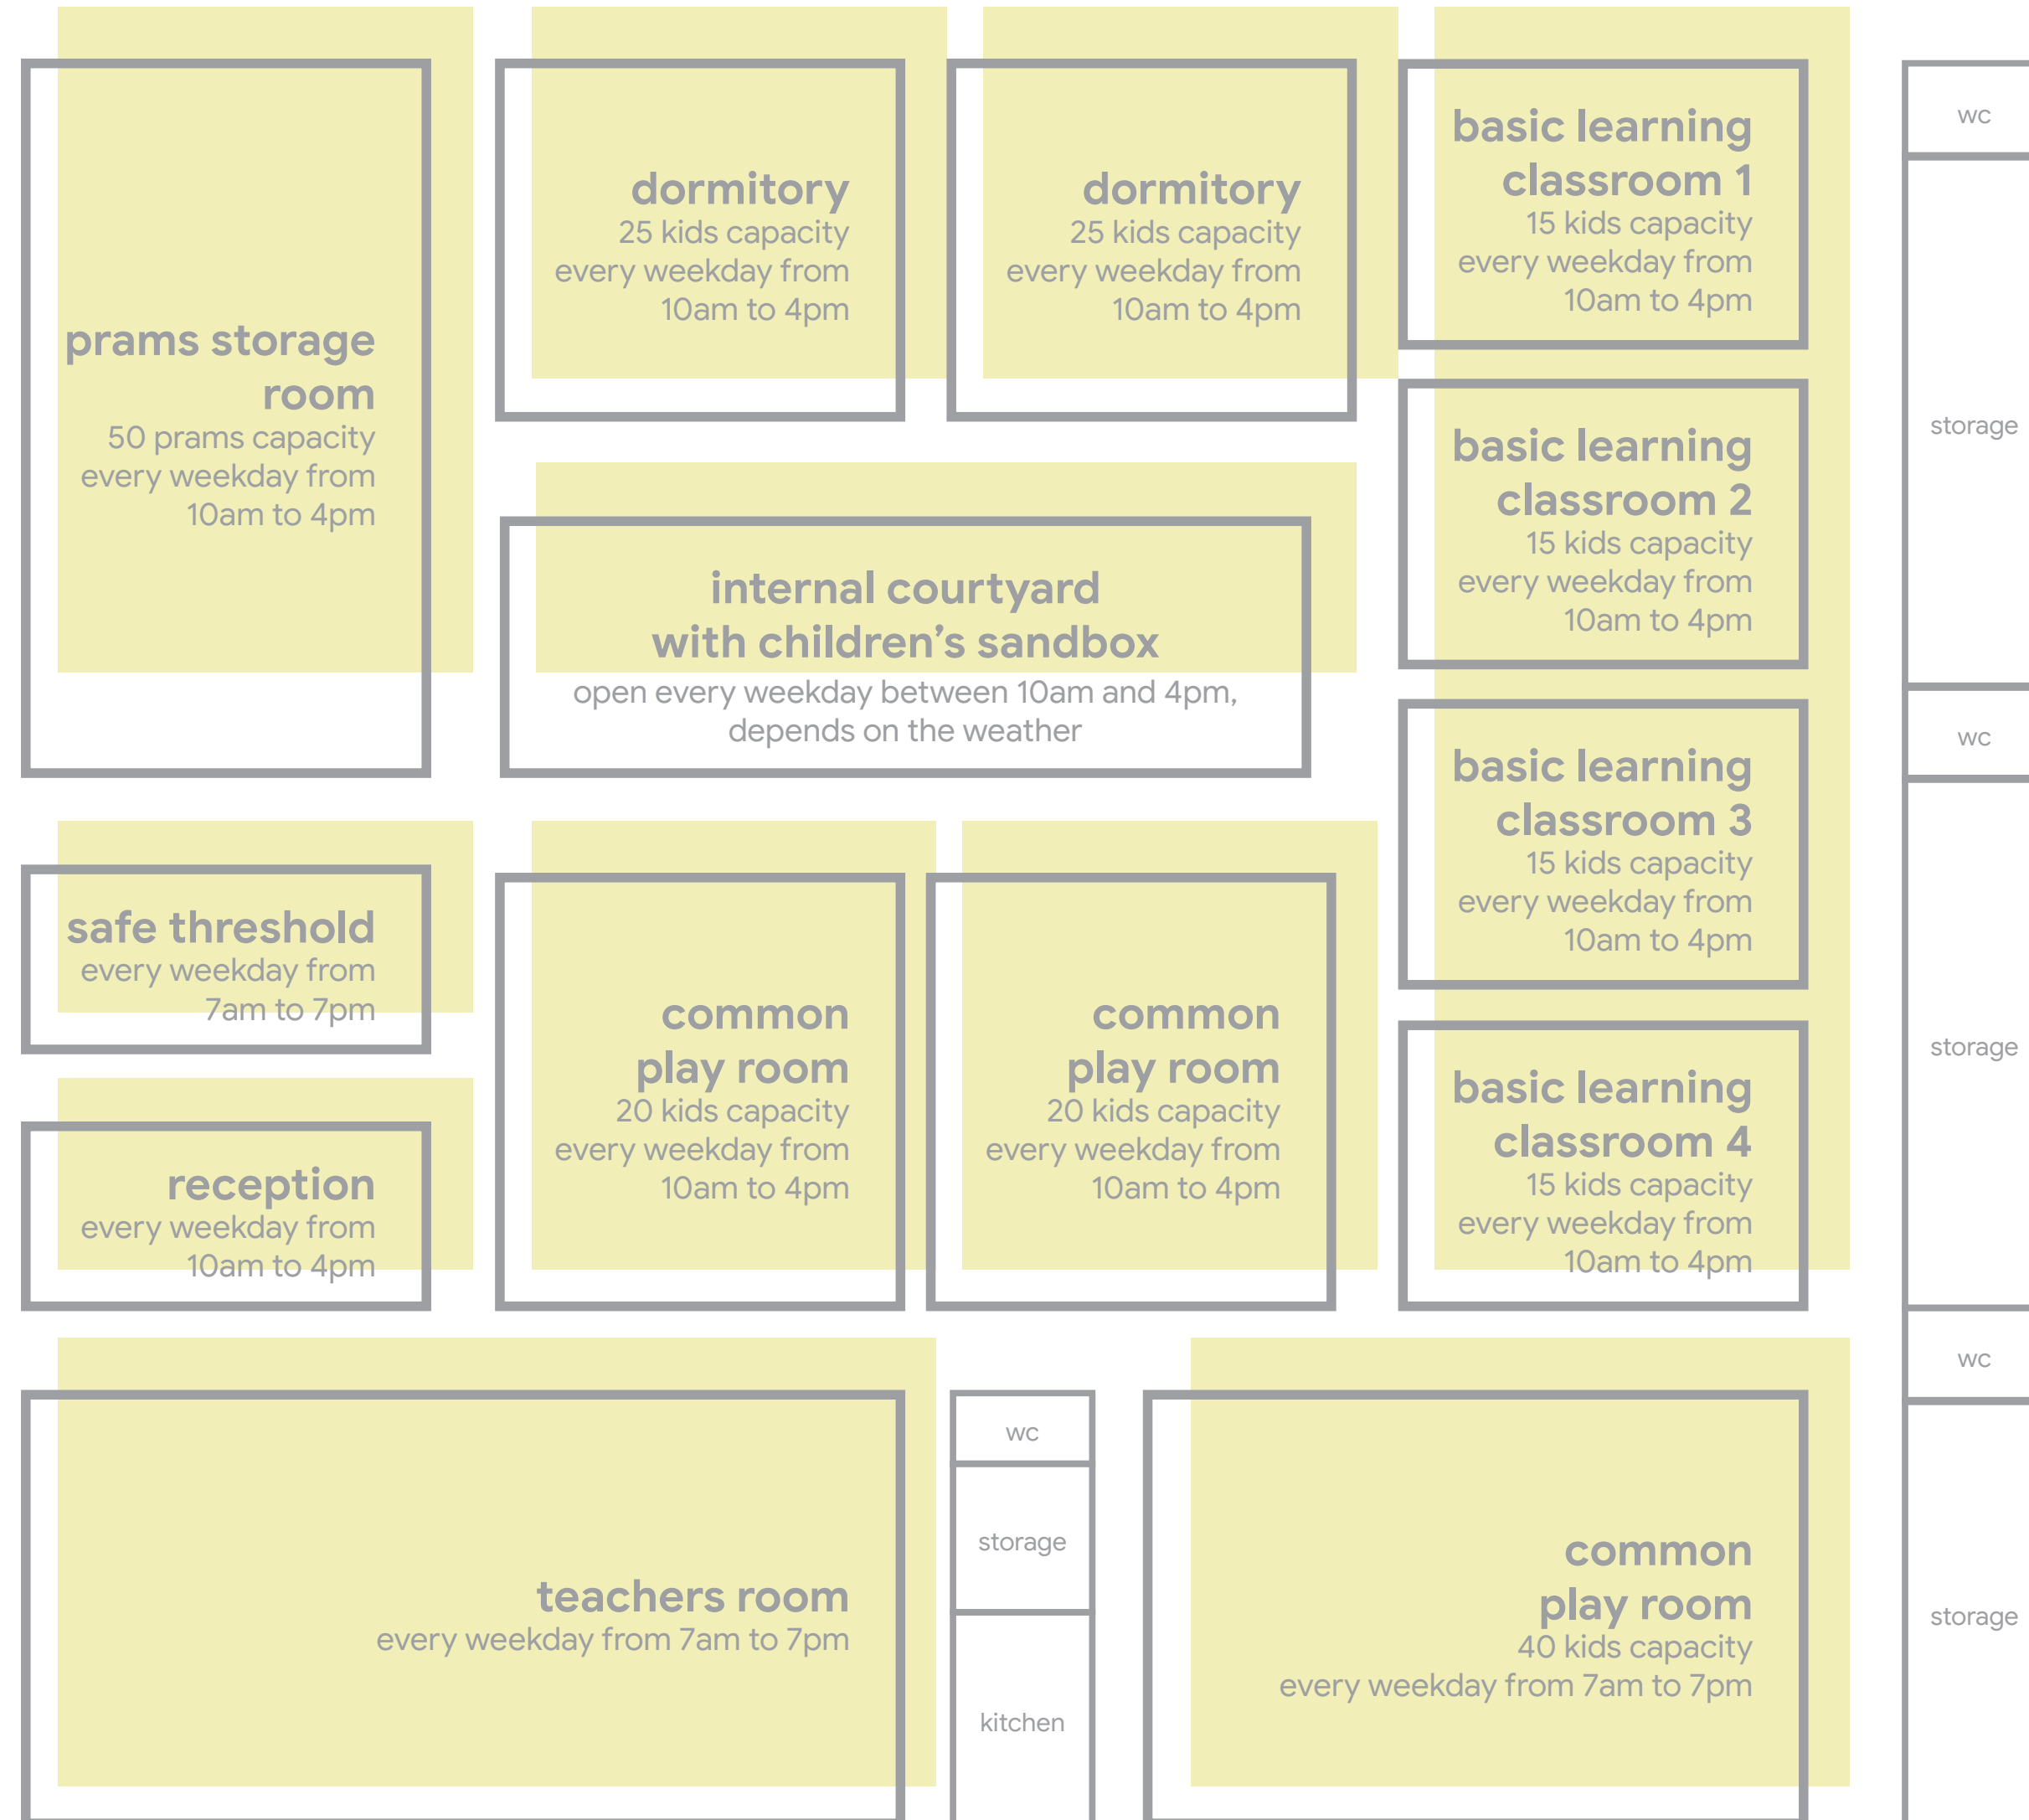 prams storage
room
50 prams capacity
every weekday from
10am to 4pm
dormitory
25 kids capacity
every weekday from
10am to 4pm
dormitory
25 kids capacity
every weekday from
10am to 4pm
basic learning
classroom 1
15 kids capacity
every weekday from
10am to 4pm
basic learning
classroom 2
15 kids capacity
every weekday from
10am to 4pm
internal courtyard
with children’s sandbox
open every weekday between 10am and 4pm,
depends on the weather
basic learning
classroom 3
15 kids capacity
every weekday from
10am to 4pm
safe threshold
every weekday from
7am to 7pm
reception
every weekday from
10am to 4pm
common
play room
20 kids capacity
every weekday from
10am to 4pm
common
play room
20 kids capacity
every weekday from
10am to 4pm
basic learning
classroom 4
15 kids capacity
every weekday from
10am to 4pm
teachers room
every weekday from 7am to 7pm
wc
storage
kitchen
common
play room
40 kids capacity
every weekday from 7am to 7pm
wc
storage
wc
storage
wc
storage